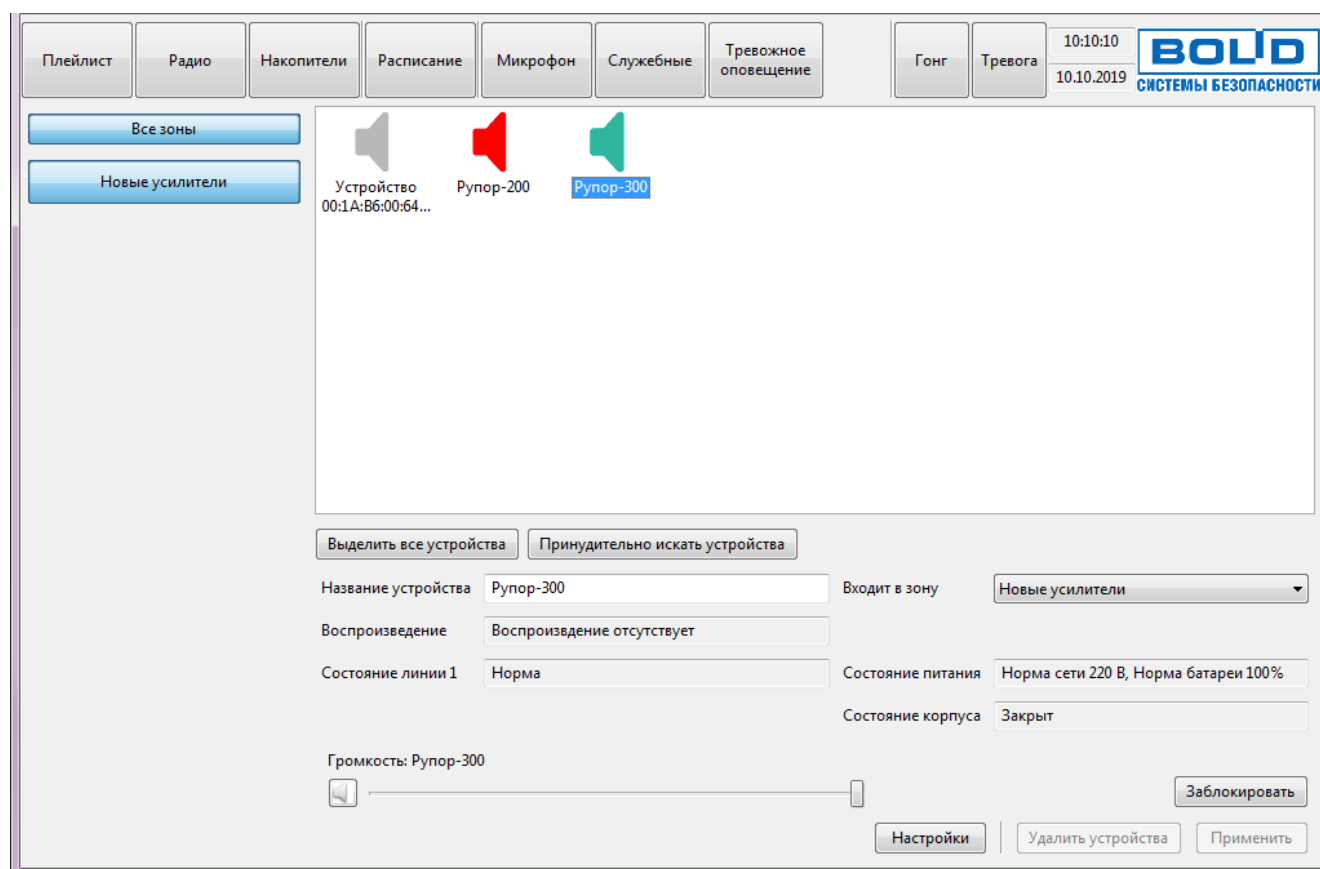 Плейлист
Радио
Накопители
Расписание
Микрофон
Служебные
Тревожное
оповещение
Гонг
Тревога
10:10:10
10.10.2019
BOLID
СИСТЕМЫ БЕЗОПАСНОСТИ
Все зоны
Новые усилители
Устройство
00:1A:B6:00:64...
Рупор-200
Рупор-300
Выделить все устройства
Принудительно искать устройства
Название устройства
Рупор-300
Входит в зону
Новые усилители
Воспроизведение
Воспроизвдение отсутствует
Состояние линии 1
Норма
Состояние питания
Норма сети 220 В, Норма батареи 100%
Состояние корпуса
Закрыт
Громкость: Рупор-300
Заблокировать
Настройки
Удалить устройства
Применить